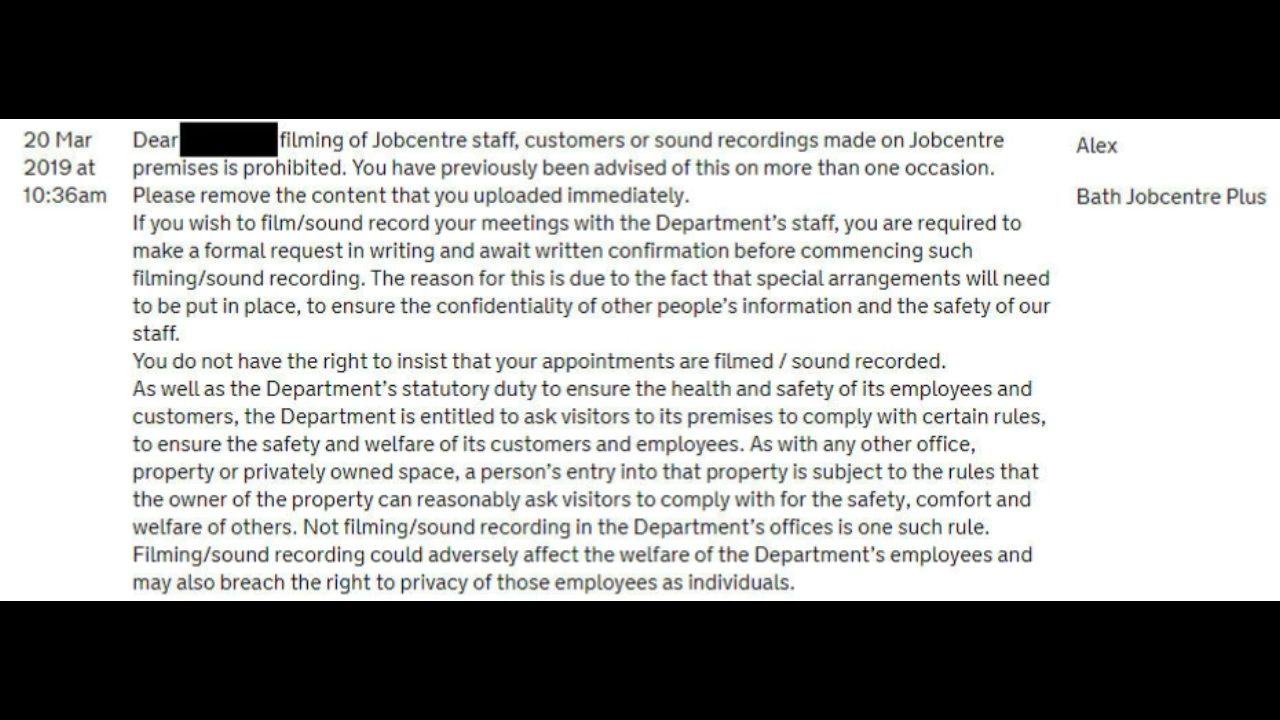 20 Mar
2019 at
10:36am
Dear filming of Jobcentre staff, customers or sound recordings made on Jobcentre
premises is prohibited. You have previously been advised of this on more than one occasion.
Please remove the content that you uploaded immediately.
If you wish to film/sound record your meetings with the Department's staff, you are required to
make a formal request in writing and await written confirmation before commencing such
filming/sound recording. The reason for this is due to the fact that special arrangements will need
to be put in place, to ensure the confidentiality of other people's information and the safety of our
staff.
You do not have the right to insist that your appointments are filmed / sound recorded.
As well as the Department's statutory duty to ensure the health and safety of its employees and
customers, the Department is entitled to ask visitors to its premises to comply with certain rules,
to ensure the safety and welfare of its customers and employees. As with any other office,
property or privately owned space, a person's entry into that property is subject to the rules that
the owner of the property can reasonably ask visitors to comply with for the safety, comfort and
welfare of others. Not filming/sound recording in the Department's offices is one such rule.
Filming/sound recording could adversely affect the welfare of the Department's employees and
may also breach the right to privacy of those employees as individuals.
Alex
Bath Jobcentre Plus